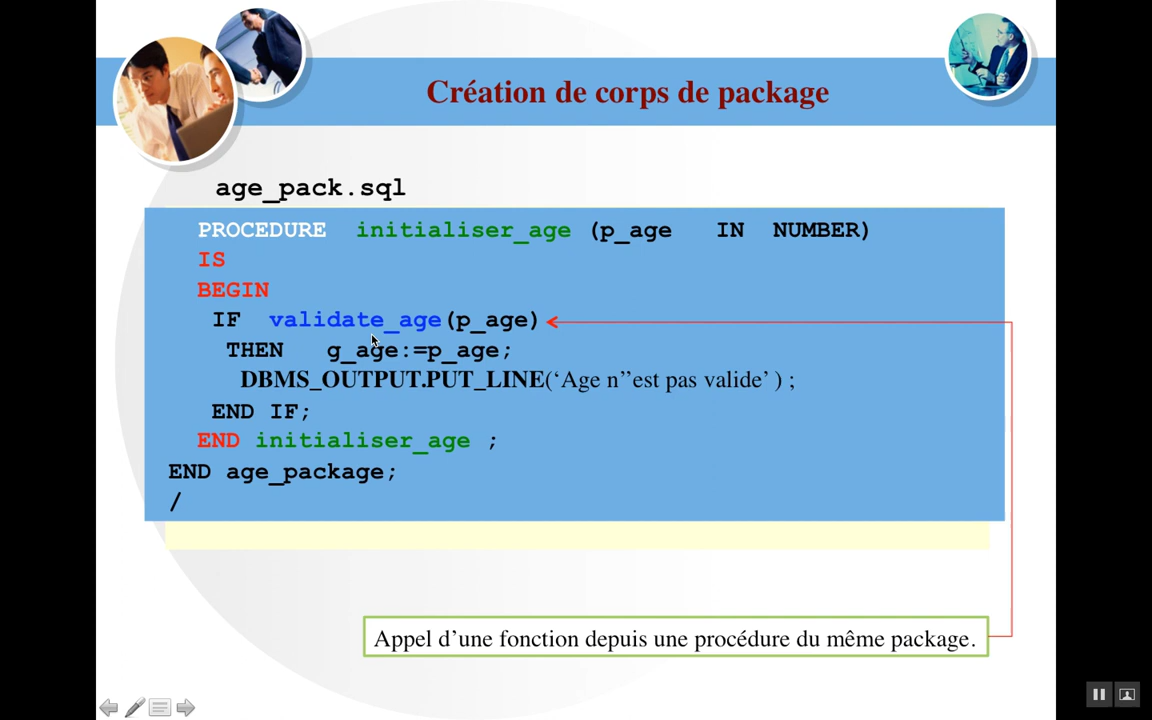 Création de corps de package
age_pack.sql
PROCEDURE initialiser_age (p_age IN NUMBER)
IS
BEGIN
IF validate_age(p_age)
THEN g_age:=p_age;
DBMS_OUTPUT.PUT_LINE(‘Age n’’est pas valide’ ) ;
END IF;
END initialiser_age ;
END age_package;
/
Appel d’une fonction depuis une procédure du même package.